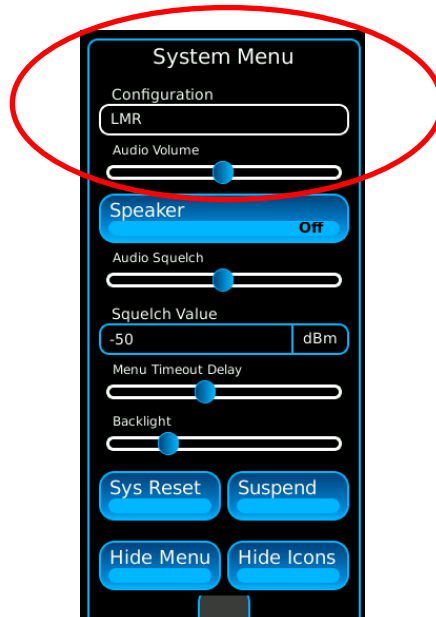 System Menu
Configuration
LMR
Audio Volume
Speaker
Off
Audio Squelch
Squelch Value
-50 dBm
Menu Timeout Delay
Backlight
Sys Reset Suspend
Hide Menu Hide Icons